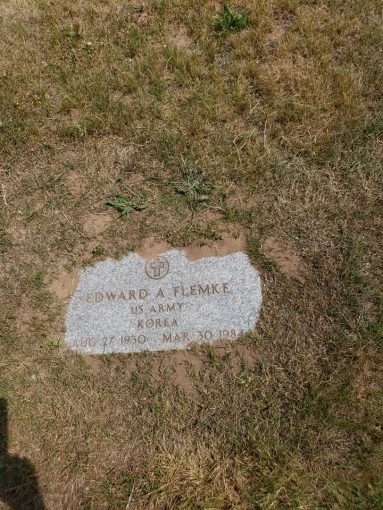 EDWARD A FLEMKE
US ARMY
KOREA
AUG 27 1930 MAR 30